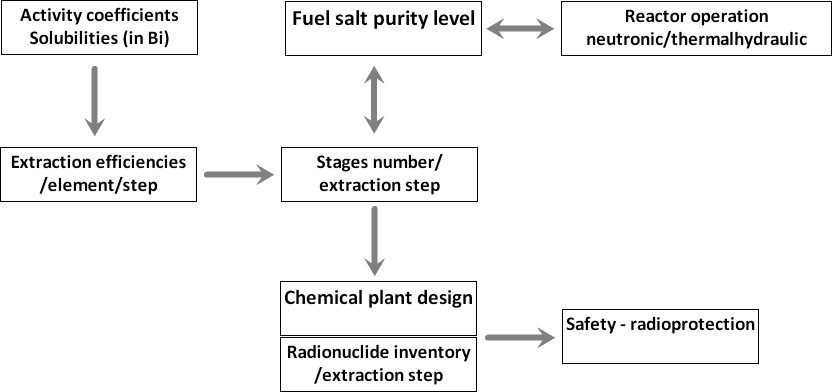 Activity coefficients
Solubilities (in Bi)
Fuel salt purity level
Reactor operation
neutronic/thermalhydraulic
Extraction efficiencies
/element/step
Stages number/
extraction step
Chemical plant design
Radionuclide inventory
/extraction step
Safety - radioprotection